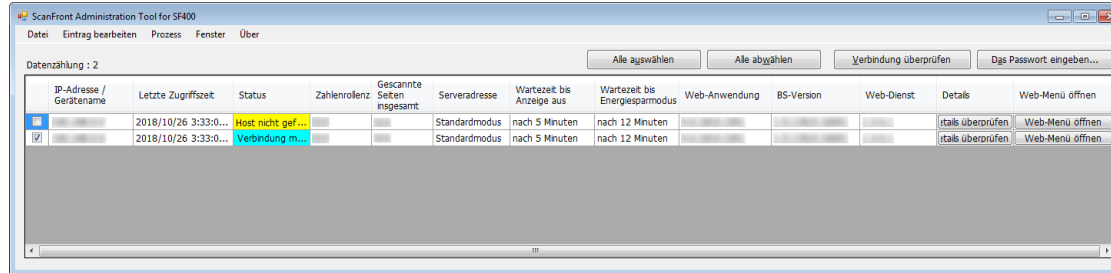 ScanFront Administration Tool for SF400
Datei Eintrag bearbeiten Prozess Fenster Über
Datenzählung : 2
Alle auswählen Alle abwählen Verbindung überprüfen Das Passwort eingeben...
IP-Adresse / Gerätename Letzte Zugriffszeit Status Zahlenrollenz Gescannte Seiten insgesamt Serveradresse Wartezeit bis Anzeige aus Wartezeit bis Energiesparmodus Web-Anwendung BS-Version Web-Dienst Details Web-Menü öffnen
2018/10/26 3:33:0... Host nicht gef... Standardmodus nach 5 Minuten nach 12 Minuten tails überprüfen Web-Menü öffnen
2018/10/26 3:33:0... Verbindung m... Standardmodus nach 5 Minuten nach 12 Minuten tails überprüfen Web-Menü öffnen